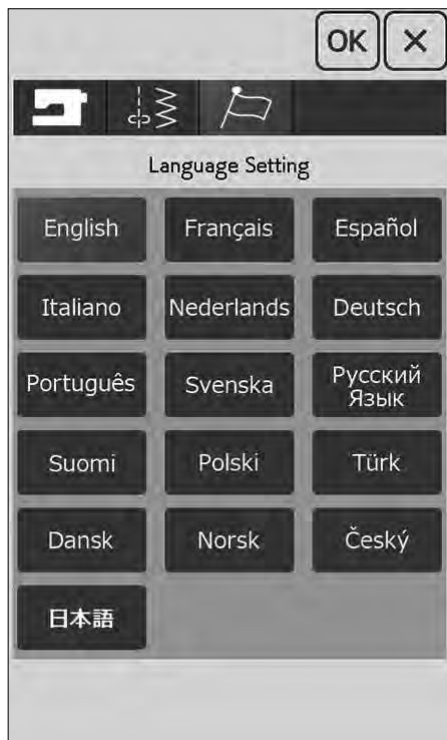 OK
Language Setting
English Français Español
Italiano Nederlands Deutsch
Português Svenska Русский
Язык
Suomi Polski Türk
Dansk Norsk Český
日本語